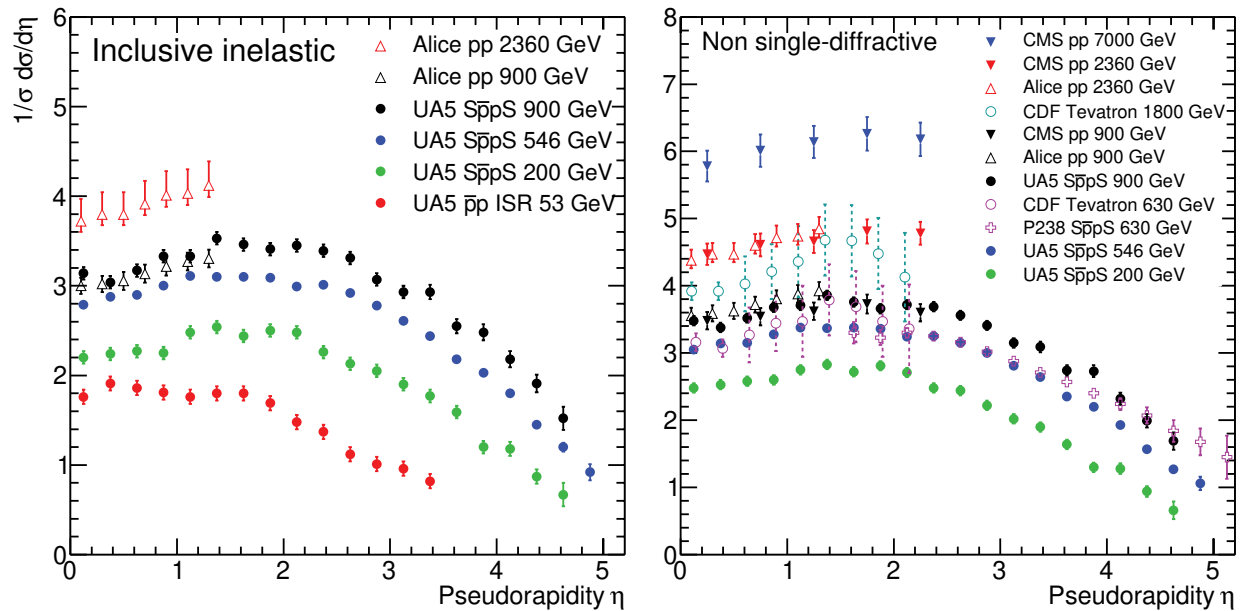 Inclusive inelastic
1/σ dσ/dη
6
5
4
3
2
1
0
Alice pp 2360 GeV
Alice pp 900 GeV
UA5 Sp̅pS 900 GeV
UA5 Sp̅pS 546 GeV
UA5 Sp̅pS 200 GeV
UA5 p̅p ISR 53 GeV
0 1 2 3 4 5
Pseudorapidity η
Non single-diffractive
8
7
6
5
4
3
2
1
0
CMS pp 7000 GeV
CMS pp 2360 GeV
Alice pp 2360 GeV
CDF Tevatron 1800 GeV
CMS pp 900 GeV
Alice pp 900 GeV
UA5 Sp̅pS 900 GeV
CDF Tevatron 630 GeV
P238 Sp̅pS 630 GeV
UA5 Sp̅pS 546 GeV
UA5 Sp̅pS 200 GeV
0 1 2 3 4 5
Pseudorapidity η